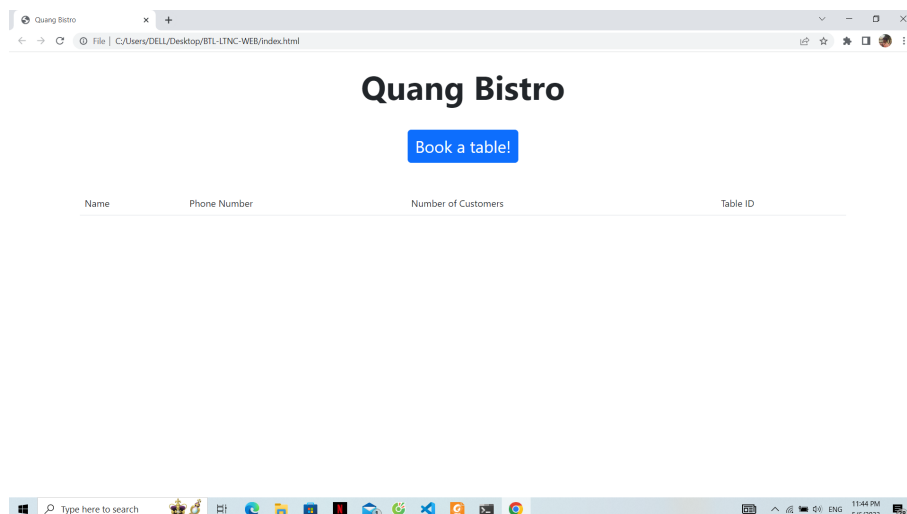 Quang Bistro
File | C:/Users/DELL/Desktop/BTL-LTNC-WEB/index.html
Quang Bistro
Book a table!
Name Phone Number Number of Customers Table ID
Type here to search
ENG
11:44 PM